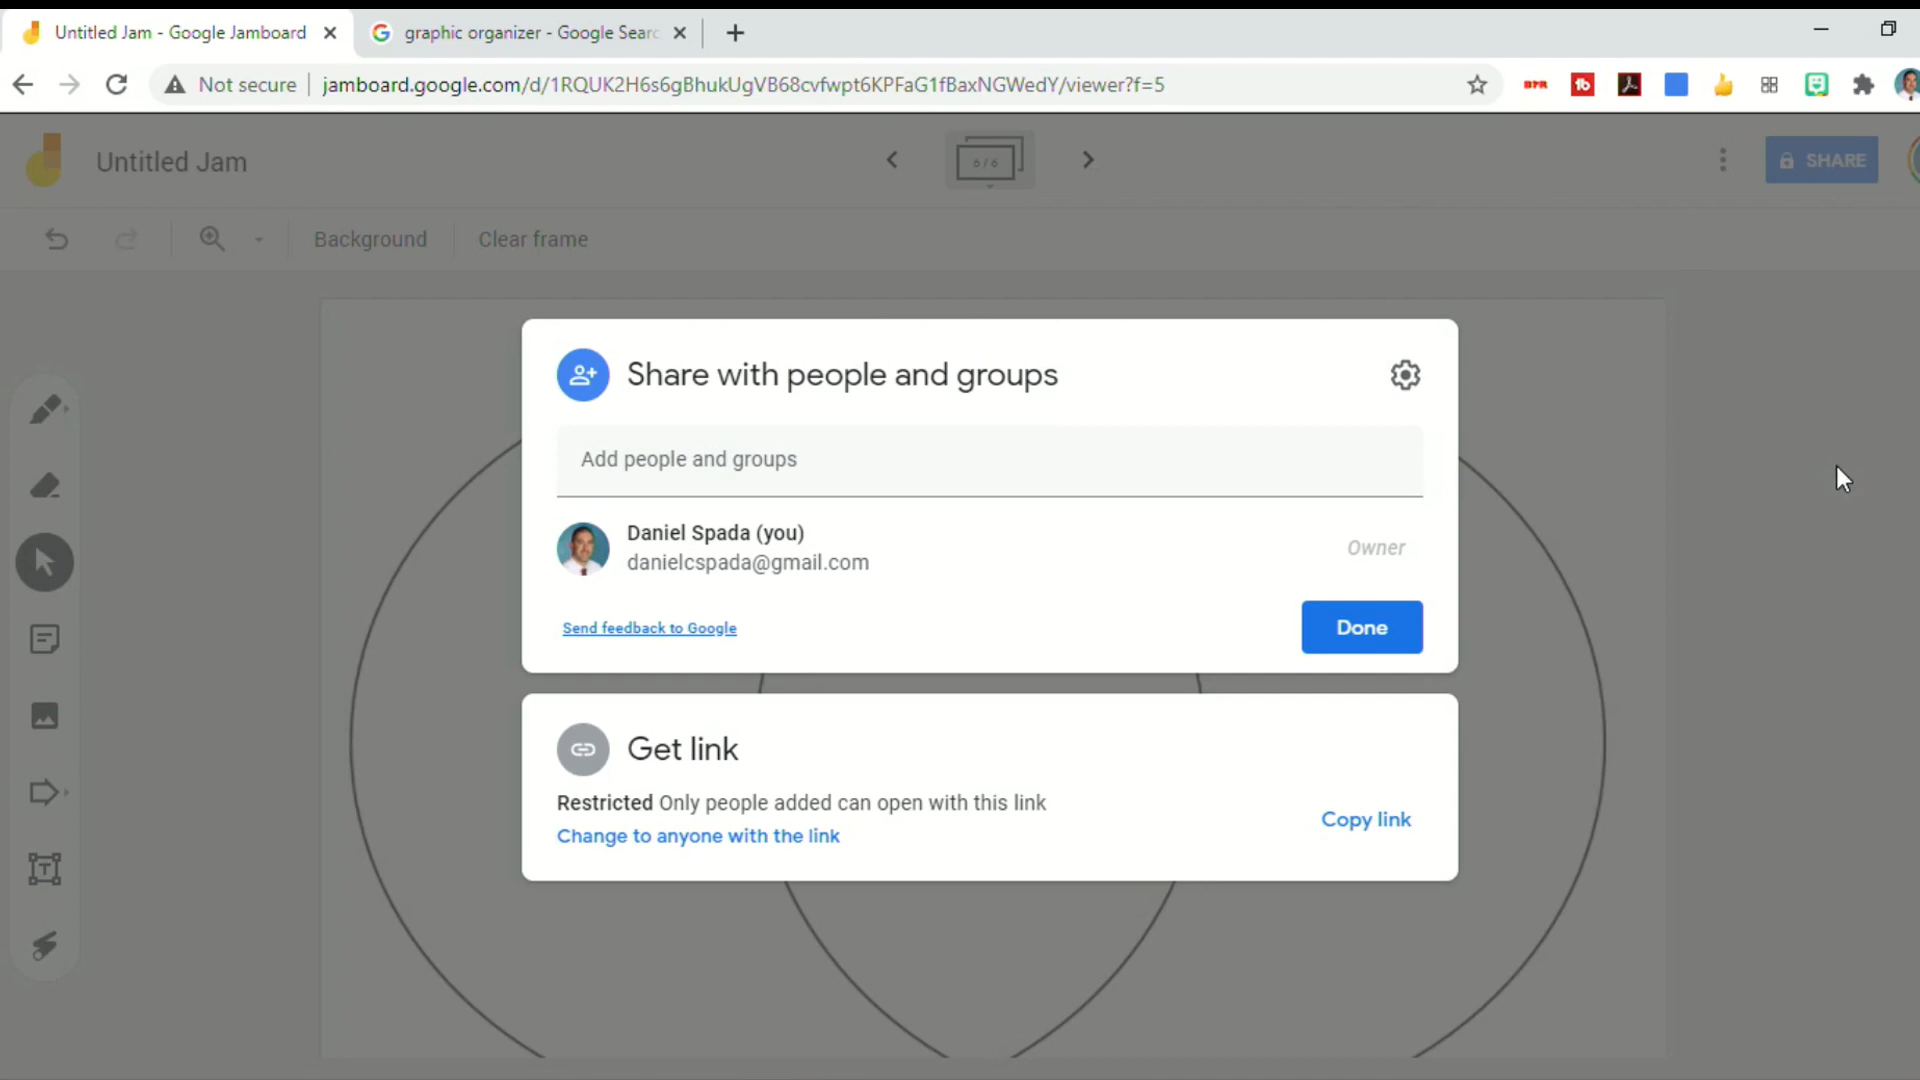 Untitled Jam - Google Jamboard
graphic organizer - Google Searc
Not secure
jamboard.google.com/d/1RQUK2H6s6gBhukUgVB68cvfwpt6KPFaG1fBaxNGWedY/viewer?f=5
Untitled Jam
6 / 6
SHARE
Background
Clear frame
Share with people and groups
Add people and groups
Daniel Spada (you)
danielcspada@gmail.com
Owner
Send feedback to Google
Done
Get link
Restricted Only people added can open with this link
Change to anyone with the link
Copy link